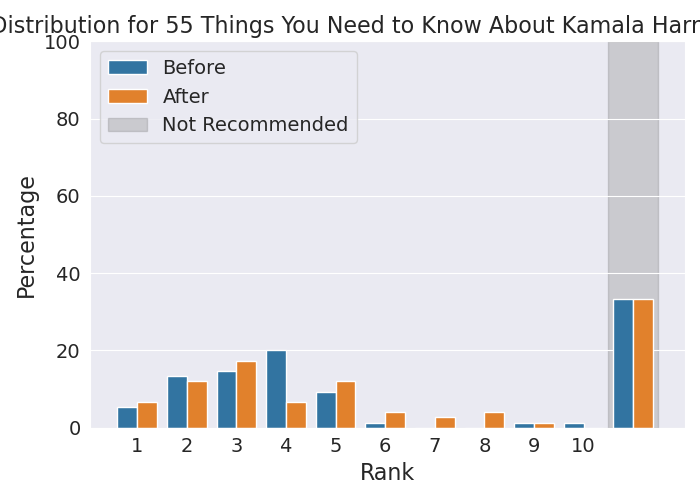 Distribution for 55 Things You Need to Know About Kamala Harr
100
80
60
40
20
0
Percentage
Before
After
Not Recommended
1 2 3 4 5 6 7 8 9 10
Rank